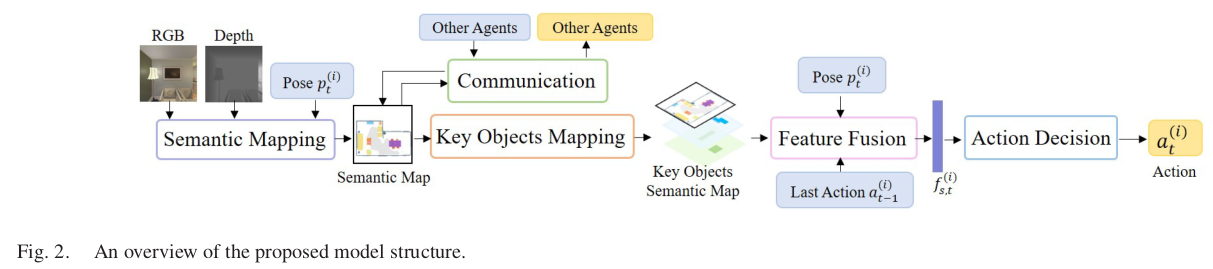 RGB
Depth
Pose p_t^{(i)}
Semantic Mapping
Semantic Map
Other Agents
Other Agents
Communication
Key Objects Mapping
Key Objects
Semantic Map
Pose p_t^{(i)}
Feature Fusion
Last Action a_{t-1}^{(i)}
f_{s,t}^{(i)}
Action Decision
a_t^{(i)}
Action
Fig. 2. An overview of the proposed model structure.